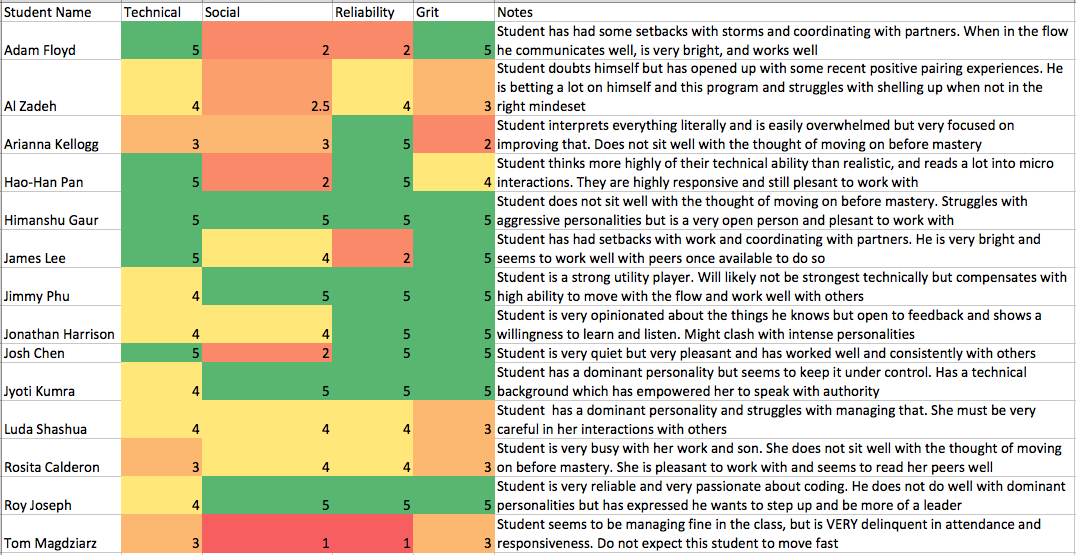 Student Name Technical Social Reliability Grit Notes
Student has had some setbacks with storms and coordinating with partners. When in the flow
Adam Floyd 5 2 2 5 he communicates well, is very bright, and works well
Student doubts himself but has opened up with some recent positive pairing experiences. He
is betting a lot on himself and this program and struggles with shelling up when not in the
Al Zadeh 4 2.5 4 3 right mindeset
Student interprets everything literally and is easily overwhelmed but very focused on
Arianna Kellogg 3 3 5 2 improving that. Does not sit well with the thought of moving on before mastery
Student thinks more highly of their technical ability than realistic, and reads a lot into micro
Hao-Han Pan 5 2 5 4 interactions. They are highly responsive and still plesant to work with
Student does not sit well with the thought of moving on before mastery. Struggles with
Himanshu Gaur 5 5 5 5 aggressive personalities but is a very open person and plesant to work with
Student has had setbacks with work and coordinating with partners. He is very bright and
James Lee 5 4 2 5 seems to work well with peers once available to do so
Student is a strong utility player. Will likely not be strongest technically but compensates with
Jimmy Phu 4 5 5 5 high ability to move with the flow and work well with others
Student is very opinionated about the things he knows but open to feedback and shows a
Jonathan Harrison 4 4 5 5 willingness to learn and listen. Might clash with intense personalities
Josh Chen 5 2 5 5 Student is very quiet but very pleasant and has worked well and consistently with others
Student has a dominant personality but seems to keep it under control. Has a technical
Jyoti Kumra 4 5 5 5 background which has empowered her to speak with authority
Student  has a dominant personality and struggles with managing that. She must be very
Luda Shashua 4 4 4 3 careful in her interactions with others
Student is very busy with her work and son. She does not sit well with the thought of moving
Rosita Calderon 3 4 4 3 on before mastery. She is pleasant to work with and seems to read her peers well
Student is very reliable and very passionate about coding. He does not do well with dominant
Roy Joseph 4 5 5 5 personalities but has expressed he wants to step up and be more of a leader
Student seems to be managing fine in the class, but is VERY delinquent in attendance and
Tom Magdziarz 3 1 1 3 responsiveness. Do not expect this student to move fast